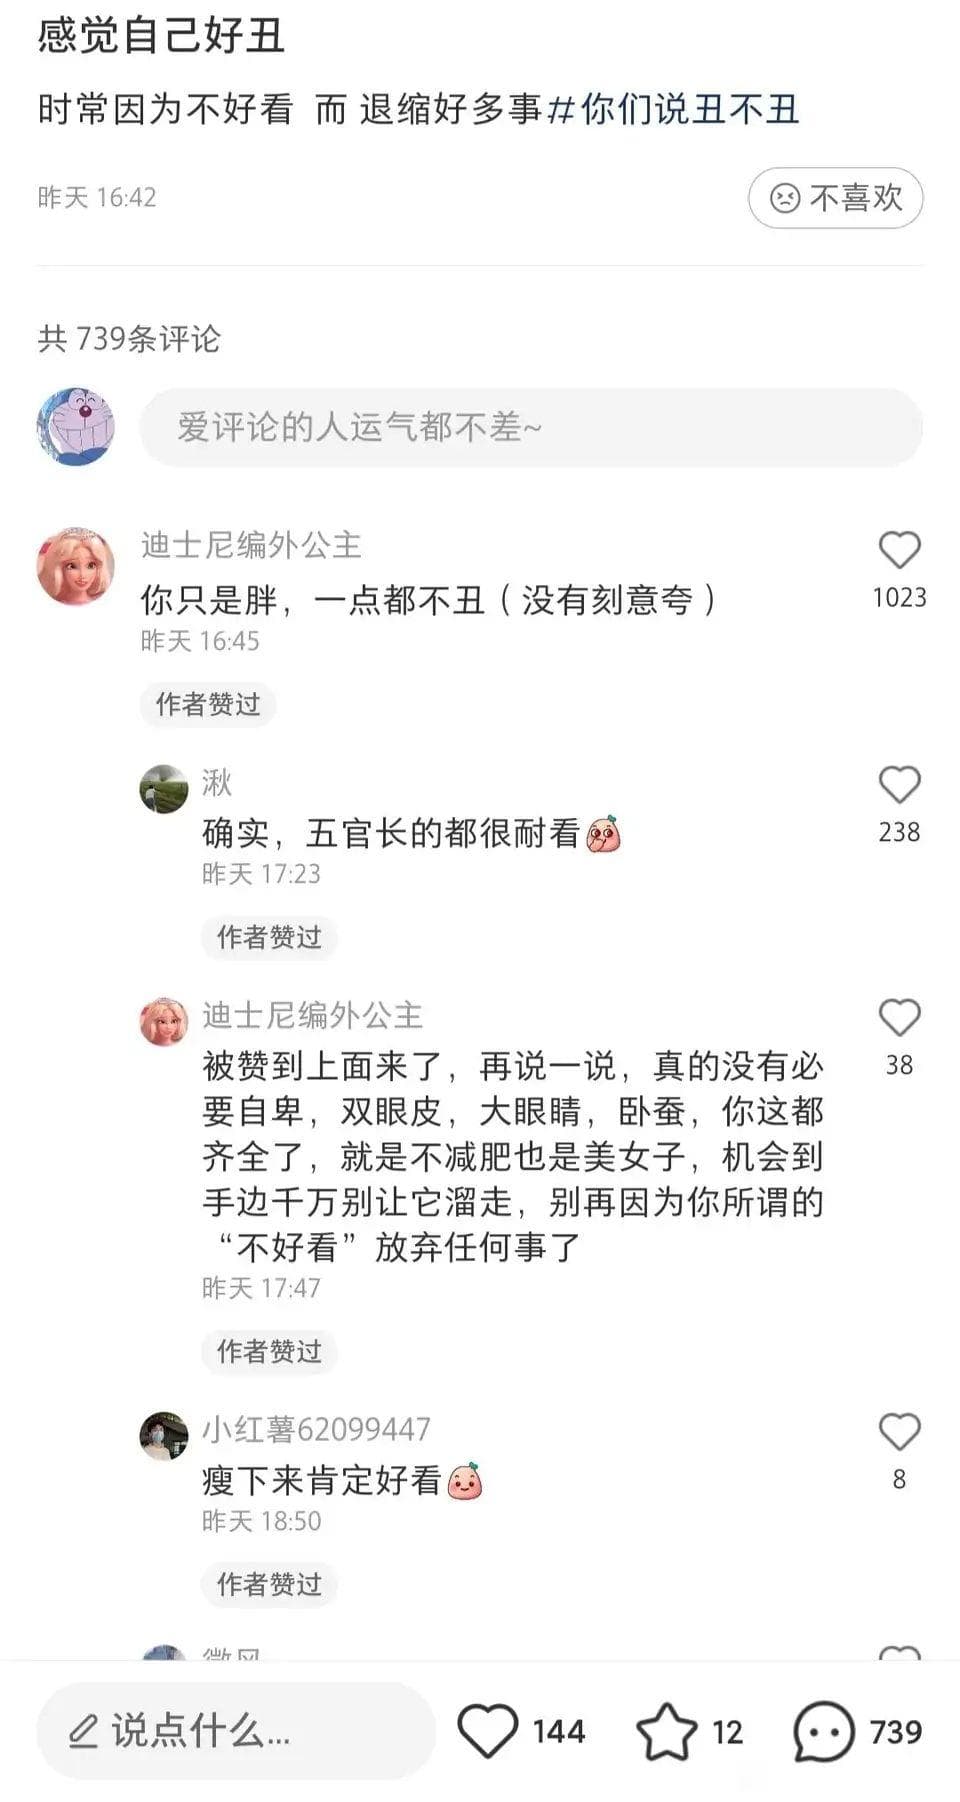 感觉自己好丑
时常因为不好看 而 退缩好多事#你们说丑不丑
昨天 16:42
不喜欢
共 739条评论
爱评论的人运气都不差~
迪士尼编外公主
你只是胖，一点都不丑（没有刻意夸）
1023
昨天 16:45
作者赞过
湫
确实，五官长的都很耐看
238
昨天 17:23
作者赞过
迪士尼编外公主
被赞到上面来了，再说一说，真的没有必
38
要自卑，双眼皮，大眼睛，卧蚕，你这都
齐全了，就是不减肥也是美女子，机会到
手边千万别让它溜走，别再因为你所谓的
“不好看”放弃任何事了
昨天 17:47
作者赞过
小红薯62099447
瘦下来肯定好看
8
昨天 18:50
作者赞过
微风
说点什么...
144
12
739